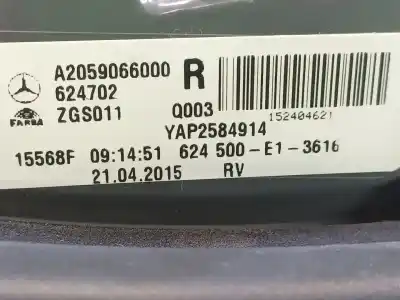 A2059066000 R
624702
FARBA ZGS011 Q003
152404621
YAP2584914
15568F 09:14:51 624 500-E1-3616
21.04.2015 RV